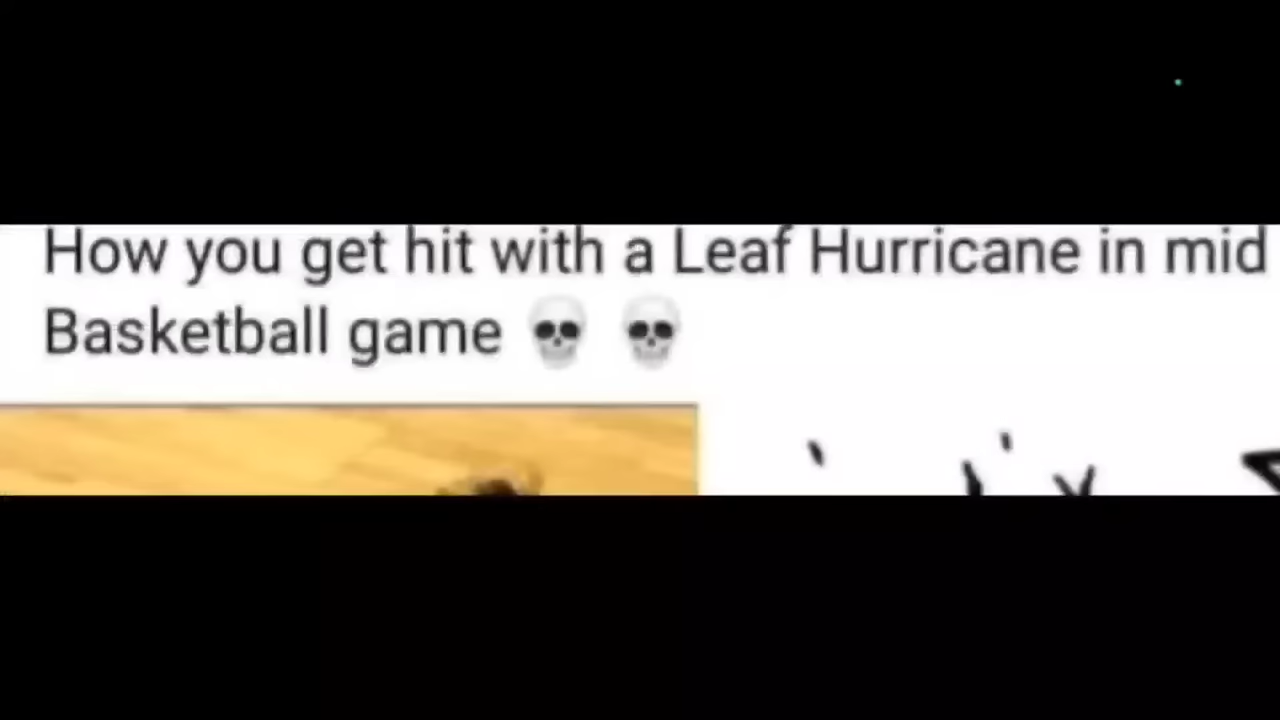 How you get hit with a Leaf Hurricane in mid
Basketball game 💀 💀